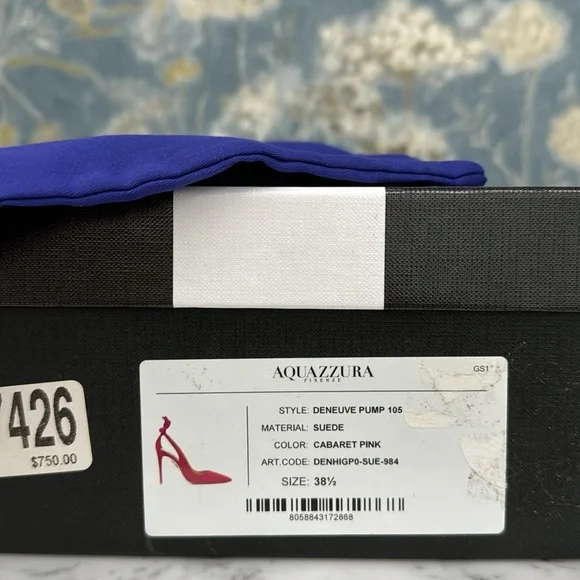 AQUAZZURA
FIRENZE
GS1
STYLE: DENEUVE PUMP 105
MATERIAL: SUEDE
COLOR: CABARET PINK
ART.CODE: DENHIGP0-SUE-984
SIZE: 38½
8058843172868
426
$750.00